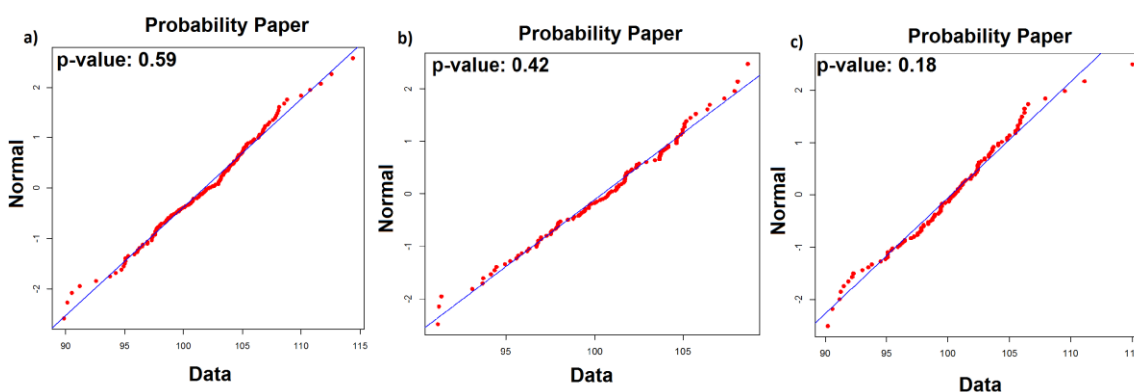 a)
Probability Paper
p-value: 0.59
Normal
2
1
0
-1
-2
90 95 100 105 110 115
Data
b)
Probability Paper
p-value: 0.42
Normal
2
1
0
-1
-2
95 100 105
Data
c)
Probability Paper
p-value: 0.18
Normal
2
1
0
-1
-2
90 95 100 105 110 115
Data